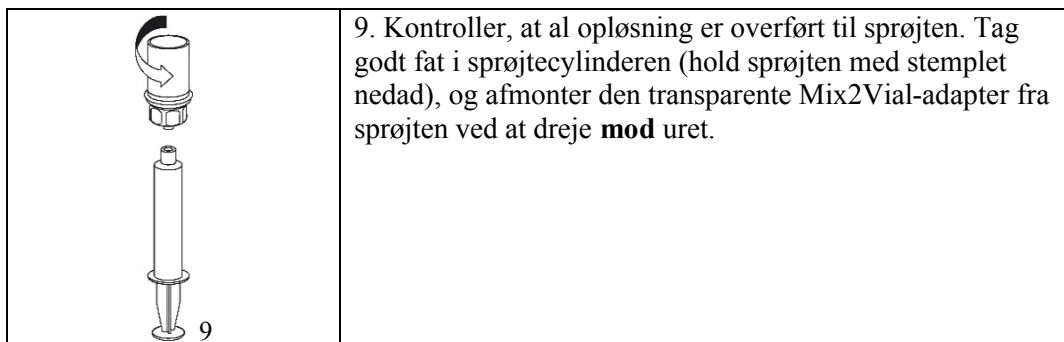 9. Kontroller, at al opløsning er overført til sprøjten. Tag
godt fat i sprøjtecylinderen (hold sprøjten med stemplet
nedad), og afmonter den transparente Mix2Vial-adapter fra
sprøjten ved at dreje mod uret.
9